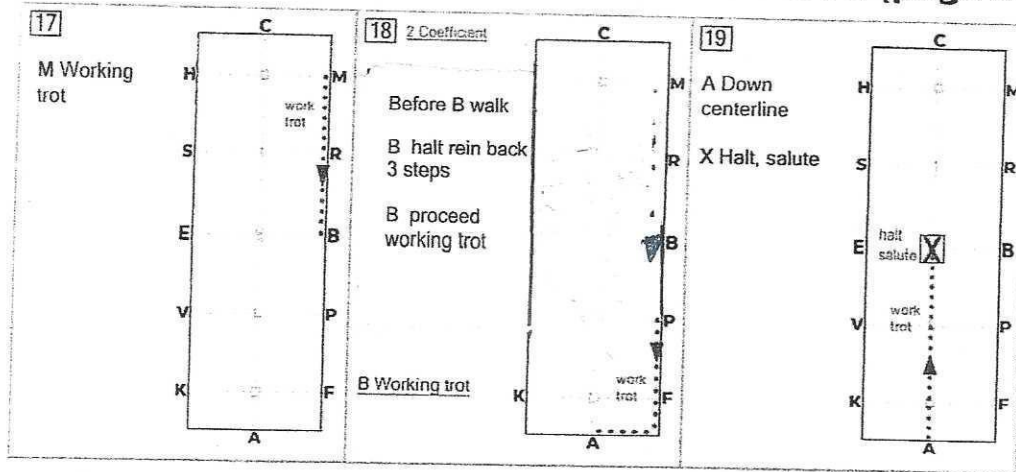 17
M Working
trot
C
H
M
work
trot
S
R
E
B
V
L
P
K
D
F
A
18 2 Coefficient
Before B walk
B halt rein back
3 steps
B proceed
working trot
B Working trot
C
M
R
B
P
work
trot
K
F
A
19
A Down
centerline
X Halt, salute
C
H
M
S
R
E
halt
salute
X
B
V
work
trot
P
K
F
A